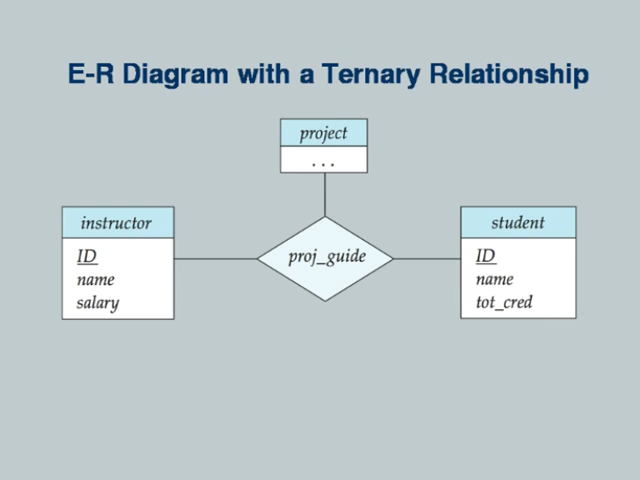 E-R Diagram with a Ternary Relationship
project
. . .
instructor
ID
name
salary
proj_guide
student
ID
name
tot_cred